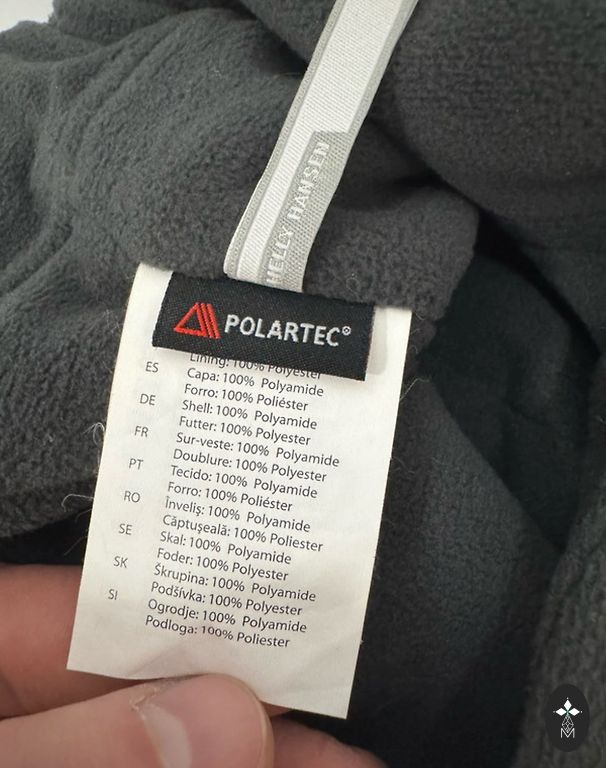 HELLY HANSEN
POLARTEC®
Lining: 100% Polyester
ES Capa: 100% Polyamide
Forro: 100% Poliéster
DE Shell: 100% Polyamide
Futter: 100% Polyester
FR Sur-veste: 100% Polyamide
Doublure: 100% Polyester
PT Tecido: 100% Polyamide
Forro: 100% Poliéster
RO Înveliş: 100% Polyamide
Căptuşeală: 100% Poliester
SE Skal: 100% Polyamide
Foder: 100% Polyester
SK Škrupina: 100% Polyamide
Podšívka: 100% Polyester
SI Ogrodje: 100% Polyamide
Podloga: 100% Poliester
M